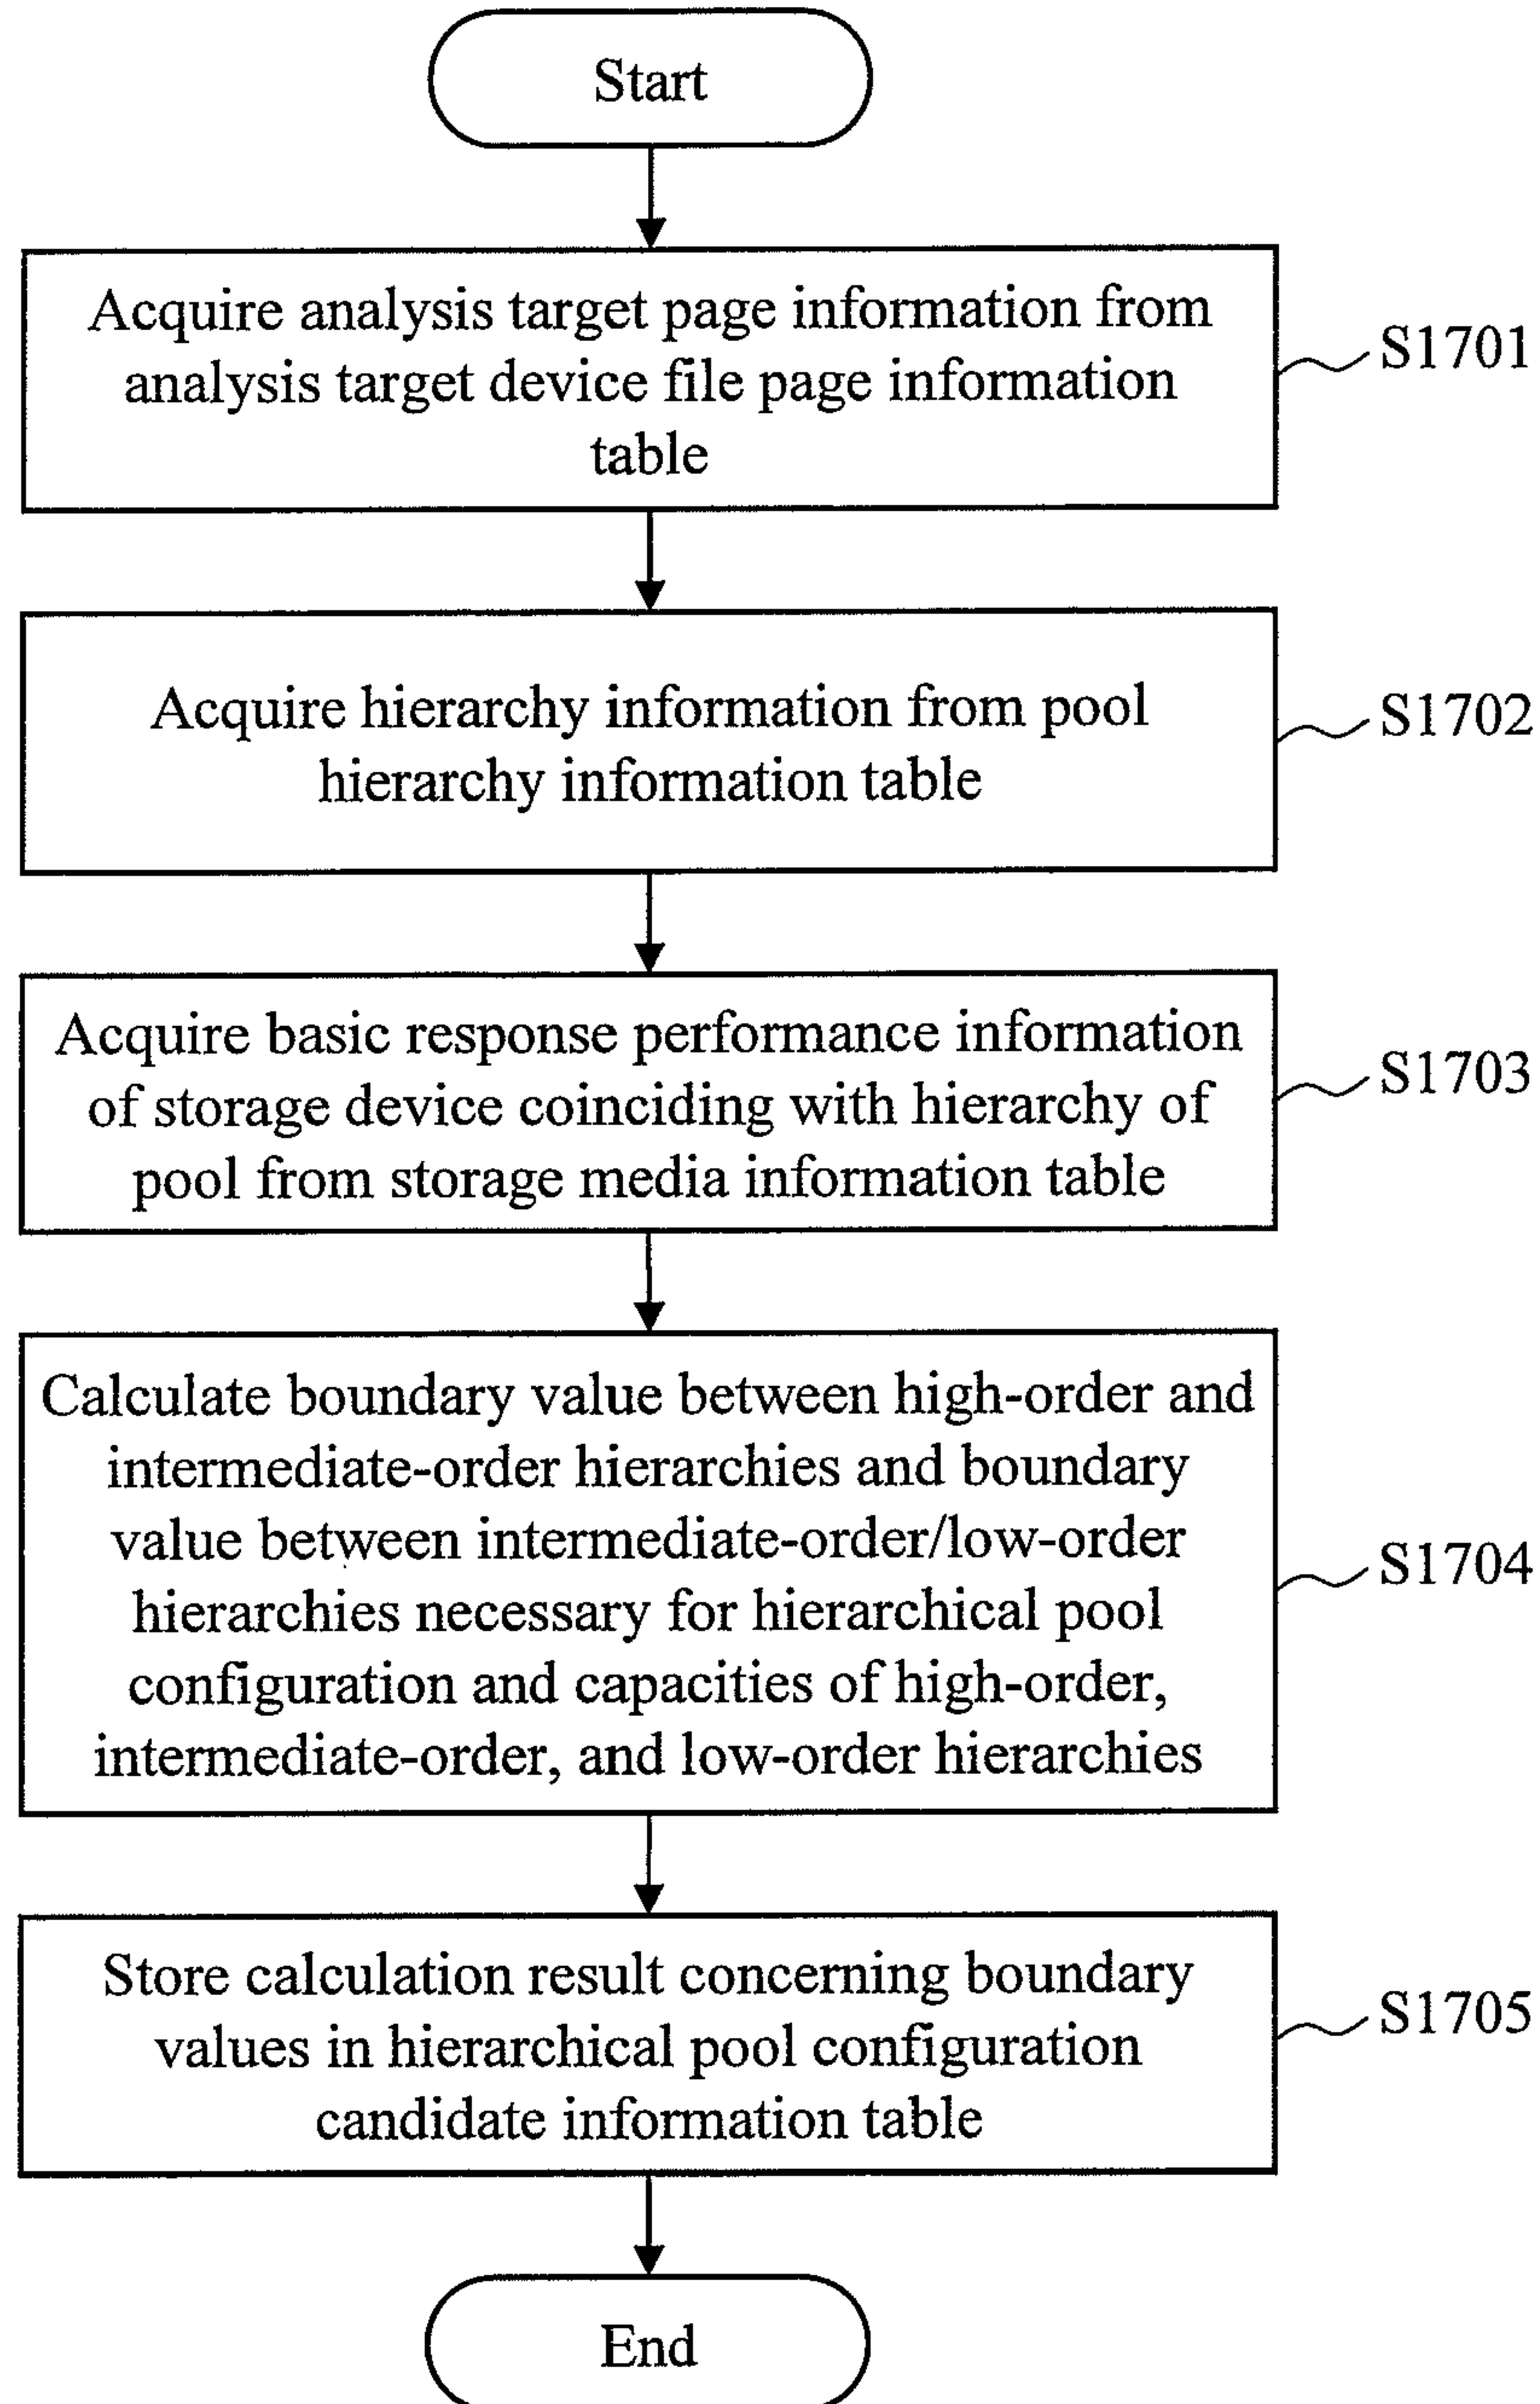 Start
Acquire analysis target page information from
analysis target device file page information
table
S1701
Acquire hierarchy information from pool
hierarchy information table
S1702
Acquire basic response performance information
of storage device coinciding with hierarchy of
pool from storage media information table
S1703
Calculate boundary value between high-order and
intermediate-order hierarchies and boundary
value between intermediate-order/low-order
hierarchies necessary for hierarchical pool
configuration and capacities of high-order,
intermediate-order, and low-order hierarchies
S1704
Store calculation result concerning boundary
values in hierarchical pool configuration
candidate information table
S1705
End